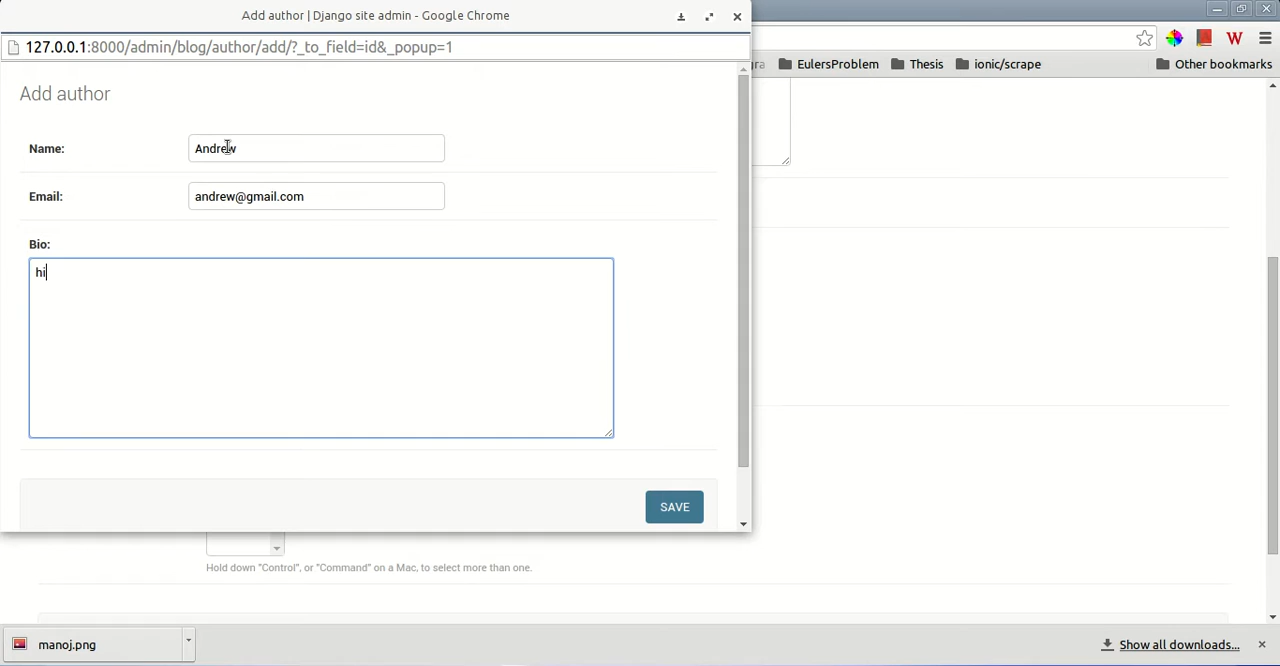 Add author | Django site admin - Google Chrome
127.0.0.1:8000/admin/blog/author/add/?_to_field=id&_popup=1
W
gra
EulersProblem
Thesis
ionic/scrape
Other bookmarks
Add author
Name:
Andrew
Email:
andrew@gmail.com
Bio:
hi
SAVE
Hold down "Control", or "Command" on a Mac, to select more than one.
manoj.png
Show all downloads...